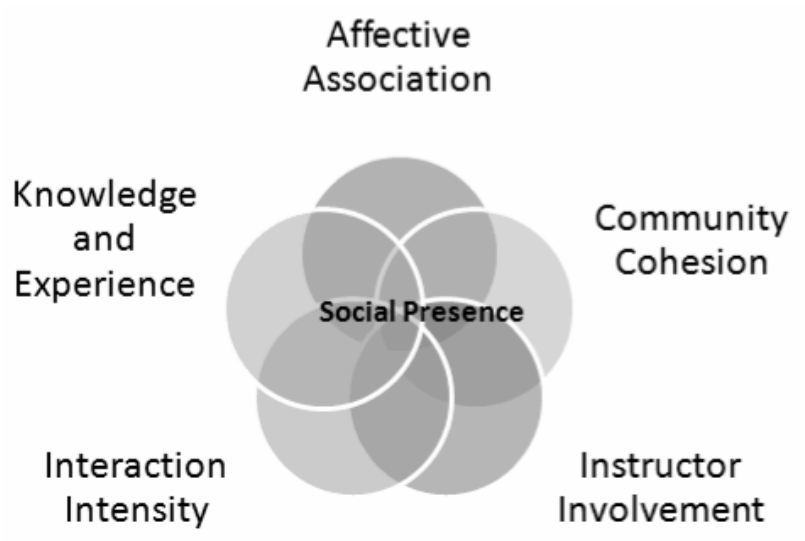 Affective
Association
Knowledge
and
Experience
Community
Cohesion
Social Presence
Interaction
Intensity
Instructor
Involvement